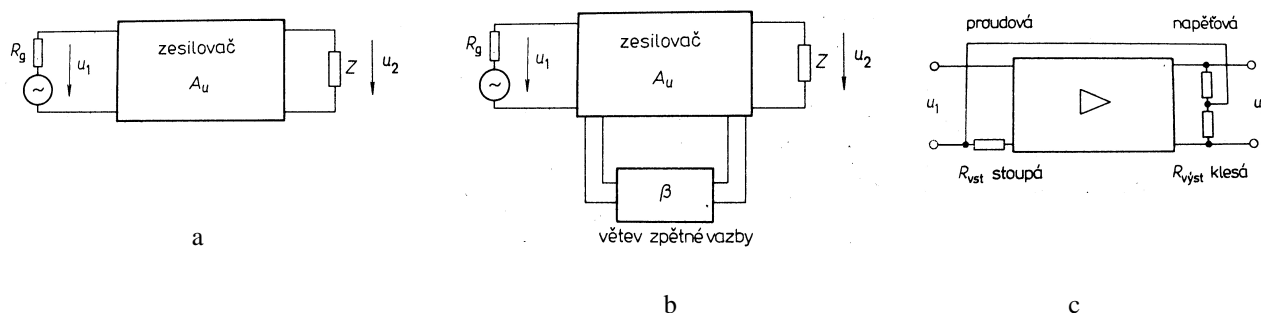 R_g
u_1
zesilovač
A_u
Z
u_2
a
R_g
u_1
zesilovač
A_u
Z
u_2
β
větev zpětné vazby
b
proudová
napěťová
u_1
u
R_vst stoupá
R_výst klesá
c